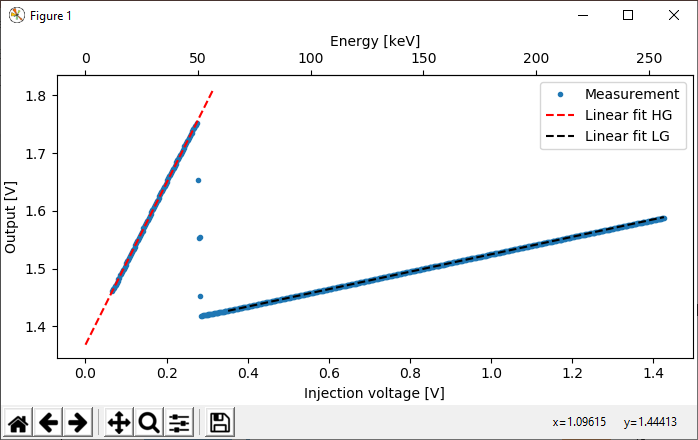 Figure 1
Energy [keV]
0 50 100 150 200 250
Measurement
Linear fit HG
Linear fit LG
Output [V]
1.8
1.7
1.6
1.5
1.4
0.0 0.2 0.4 0.6 0.8 1.0 1.2 1.4
Injection voltage [V]
x=1.09615 y=1.44413